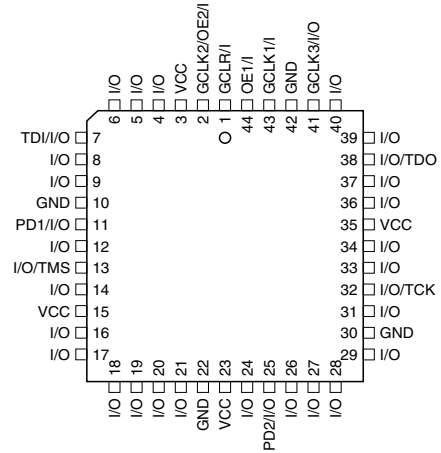 I/O
I/O
I/O
VCC
GCLK2/OE2/I
GCLR/I
OE1/I
GCLK1/I
GND
GCLK3/I/O
I/O
6
5
4
3
2
1
44
43
42
41
40
TDI/I/O 7
I/O 8
I/O 9
GND 10
PD1/I/O 11
I/O 12
I/O/TMS 13
I/O 14
VCC 15
I/O 16
I/O 17
39 I/O
38 I/O/TDO
37 I/O
36 I/O
35 VCC
34 I/O
33 I/O
32 I/O/TCK
31 I/O
30 GND
29 I/O
18
19
20
21
22
23
24
25
26
27
28
I/O
I/O
I/O
I/O
GND
VCC
I/O
PD2/I/O
I/O
I/O
I/O